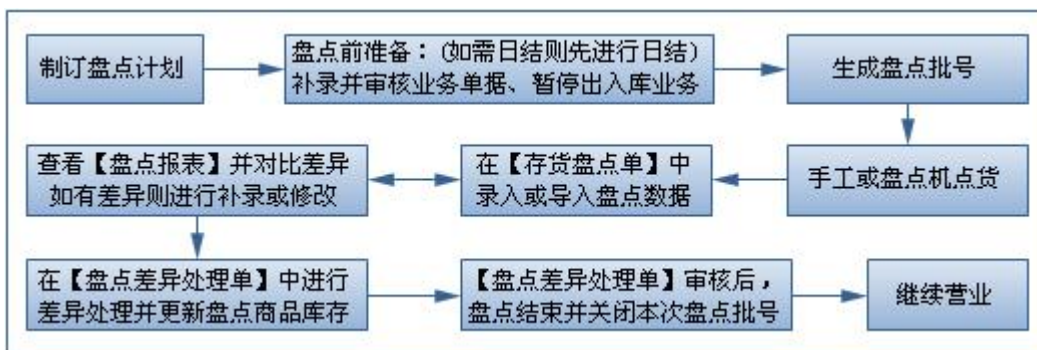 制订盘点计划
盘点前准备：(如需日结则先进行日结)
补录并审核业务单据、暂停出入库业务
生成盘点批号
手工或盘点机点货
在【存货盘点单】中
录入或导入盘点数据
查看【盘点报表】并对比差异
如有差异则进行补录或修改
在【盘点差异处理单】中进行
差异处理并更新盘点商品库存
【盘点差异处理单】审核后，
盘点结束并关闭本次盘点批号
继续营业